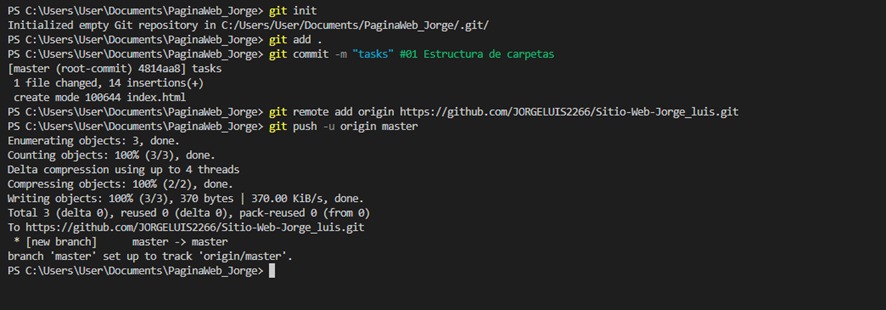 PS C:\Users\User\Documents\PaginaWeb_Jorge> git init
Initialized empty Git repository in C:/Users/User/Documents/PaginaWeb_Jorge/.git/
PS C:\Users\User\Documents\PaginaWeb_Jorge> git add .
PS C:\Users\User\Documents\PaginaWeb_Jorge> git commit -m "tasks" #01 Estructura de carpetas
[master (root-commit) 4814aa8] tasks
 1 file changed, 14 insertions(+)
 create mode 100644 index.html
PS C:\Users\User\Documents\PaginaWeb_Jorge> git remote add origin https://github.com/JORGELUIS2266/Sitio-Web-Jorge_luis.git
PS C:\Users\User\Documents\PaginaWeb_Jorge> git push -u origin master
Enumerating objects: 3, done.
Counting objects: 100% (3/3), done.
Delta compression using up to 4 threads
Compressing objects: 100% (2/2), done.
Writing objects: 100% (3/3), 370 bytes | 370.00 KiB/s, done.
Total 3 (delta 0), reused 0 (delta 0), pack-reused 0 (from 0)
To https://github.com/JORGELUIS2266/Sitio-Web-Jorge_luis.git
 * [new branch]      master -> master
branch 'master' set up to track 'origin/master'.
PS C:\Users\User\Documents\PaginaWeb_Jorge>